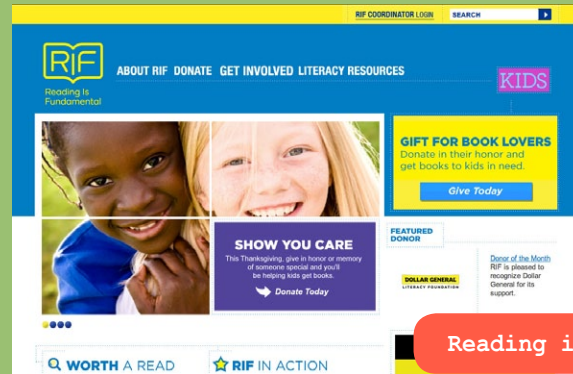 RIF COORDINATOR LOGIN
SEARCH
RIF
Reading Is
Fundamental
ABOUT RIF DONATE GET INVOLVED LITERACY RESOURCES
KIDS
GIFT FOR BOOK LOVERS
Donate in their honor and
get books to kids in need.
Give Today
SHOW YOU CARE
This Thanksgiving, give in honor or memory
of someone special and you'll
be helping kids get books.
Donate Today
FEATURED
DONOR
DOLLAR GENERAL
LITERACY FOUNDATION
Donor of the Month
RIF is pleased to
recognize Dollar
General for its
support.
Reading i
WORTH A READ
RIF IN ACTION